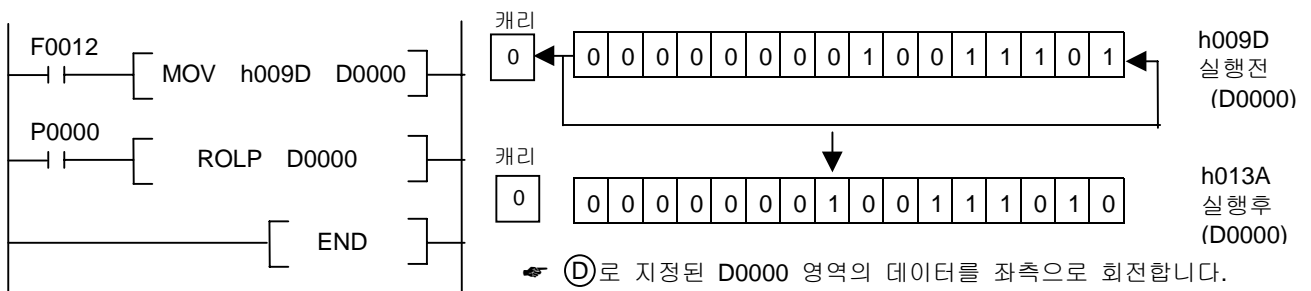 F0012
MOV h009D D0000
P0000
ROLP D0000
END
캐리
0
0 0 0 0 0 0 0 0 1 0 0 1 1 1 0 1
h009D
실행전
(D0000)
캐리
0
0 0 0 0 0 0 0 1 0 0 1 1 1 0 1 0
h013A
실행후
(D0000)
☛ Ⓓ로 지정된 D0000 영역의 데이터를 좌측으로 회전합니다.